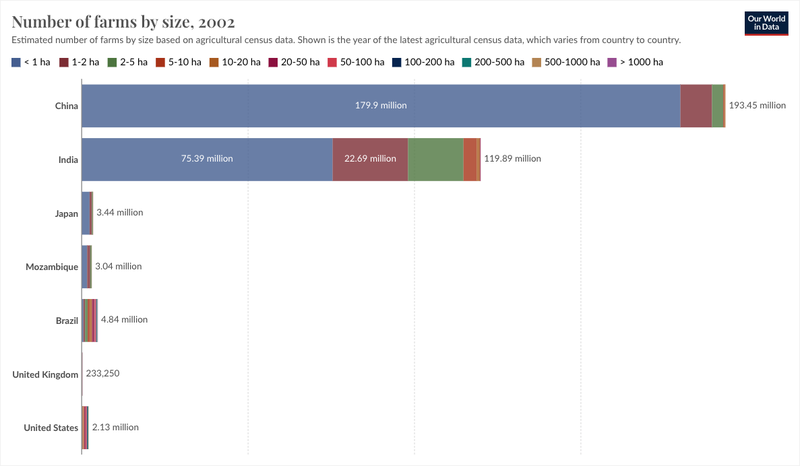 Number of farms by size, 2002
Our World
in Data
Estimated number of farms by size based on agricultural census data. Shown is the year of the latest agricultural census data, which varies from country to country.
< 1 ha 1-2 ha 2-5 ha 5-10 ha 10-20 ha 20-50 ha 50-100 ha 100-200 ha 200-500 ha 500-1000 ha > 1000 ha
China 179.9 million 193.45 million
India 75.39 million 22.69 million 119.89 million
Japan 3.44 million
Mozambique 3.04 million
Brazil 4.84 million
United Kingdom 233,250
United States 2.13 million